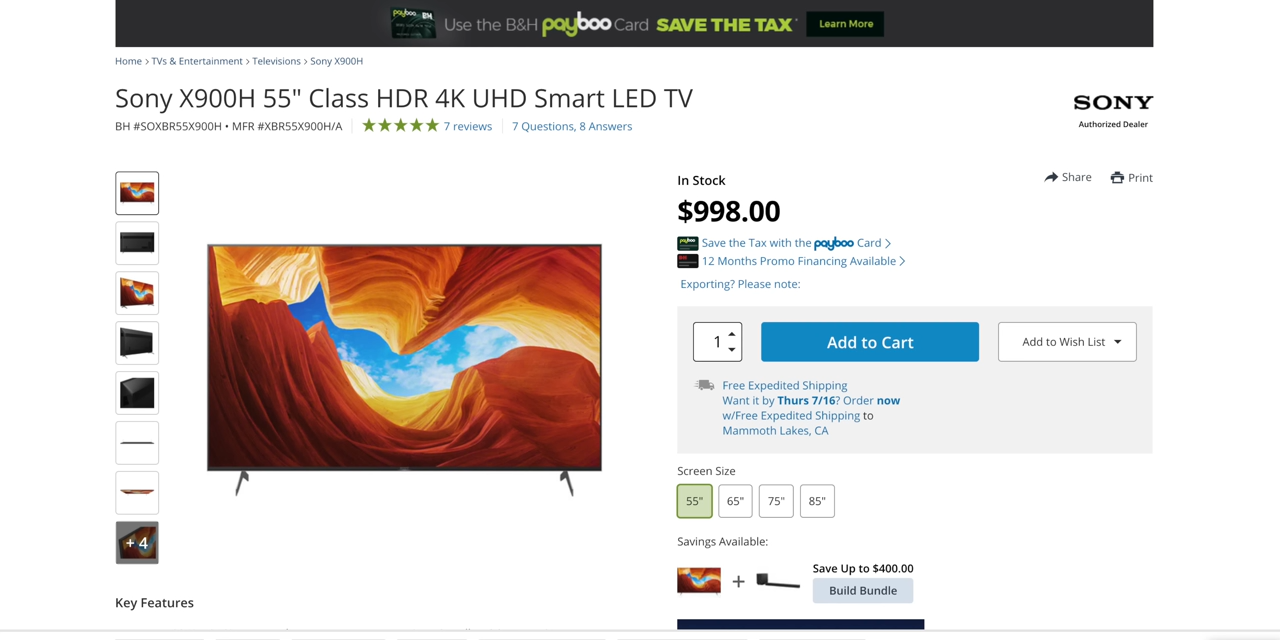 payboo B&H Use the B&H payboo Card SAVE THE TAX* Learn More
Home > TVs & Entertainment > Televisions > Sony X900H
Sony X900H 55" Class HDR 4K UHD Smart LED TV
BH #SOXBR55X900H • MFR #XBR55X900H/A 7 reviews 7 Questions, 8 Answers
SONY
Authorized Dealer
Share Print
In Stock
$998.00
payboo Save the Tax with the payboo Card >
12 Months Promo Financing Available >
Exporting? Please note:
1 Add to Cart Add to Wish List
Free Expedited Shipping
Want it by Thurs 7/16? Order now
w/Free Expedited Shipping to
Mammoth Lakes, CA
Screen Size
55" 65" 75" 85"
Savings Available:
+ Save Up to $400.00
Build Bundle
+ 4
Key Features